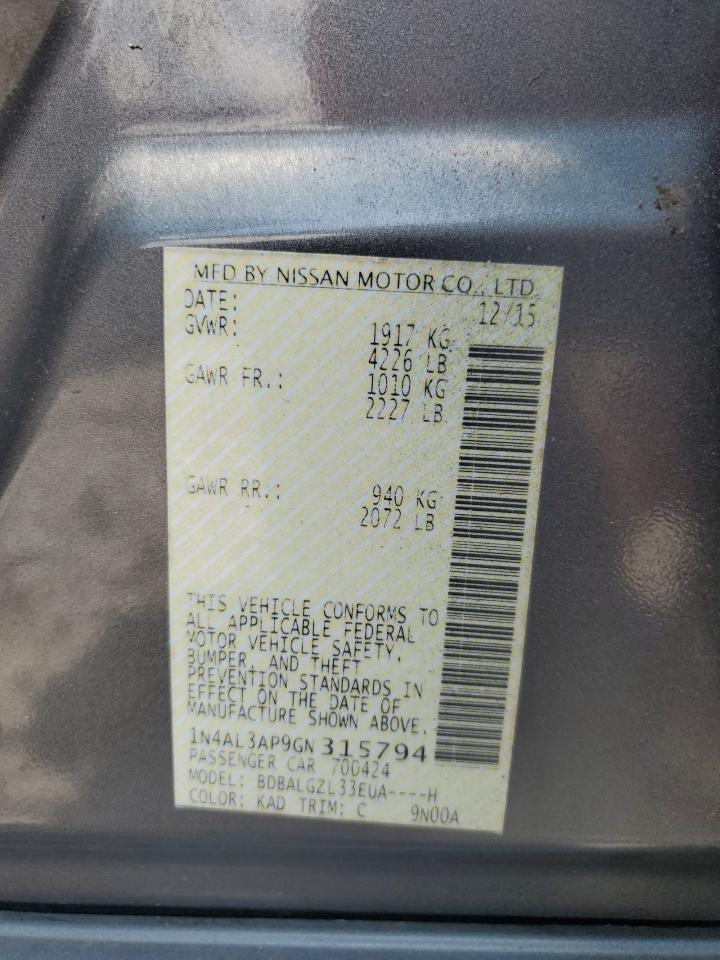 MFD BY NISSAN MOTOR CO., LTD.
DATE: 12/15
GVWR: 1917 KG
4226 LB
GAWR FR.: 1010 KG
2227 LB
GAWR RR.: 940 KG
2072 LB
THIS VEHICLE CONFORMS TO
ALL APPLICABLE FEDERAL
MOTOR VEHICLE SAFETY,
BUMPER, AND THEFT
PREVENTION STANDARDS IN
EFFECT ON THE DATE OF
MANUFACTURE SHOWN ABOVE.
1N4AL3AP9GN315794
PASSENGER CAR 700424
MODEL: BDBALGZL33EUA----H
COLOR: KAD TRIM: C 9N00A